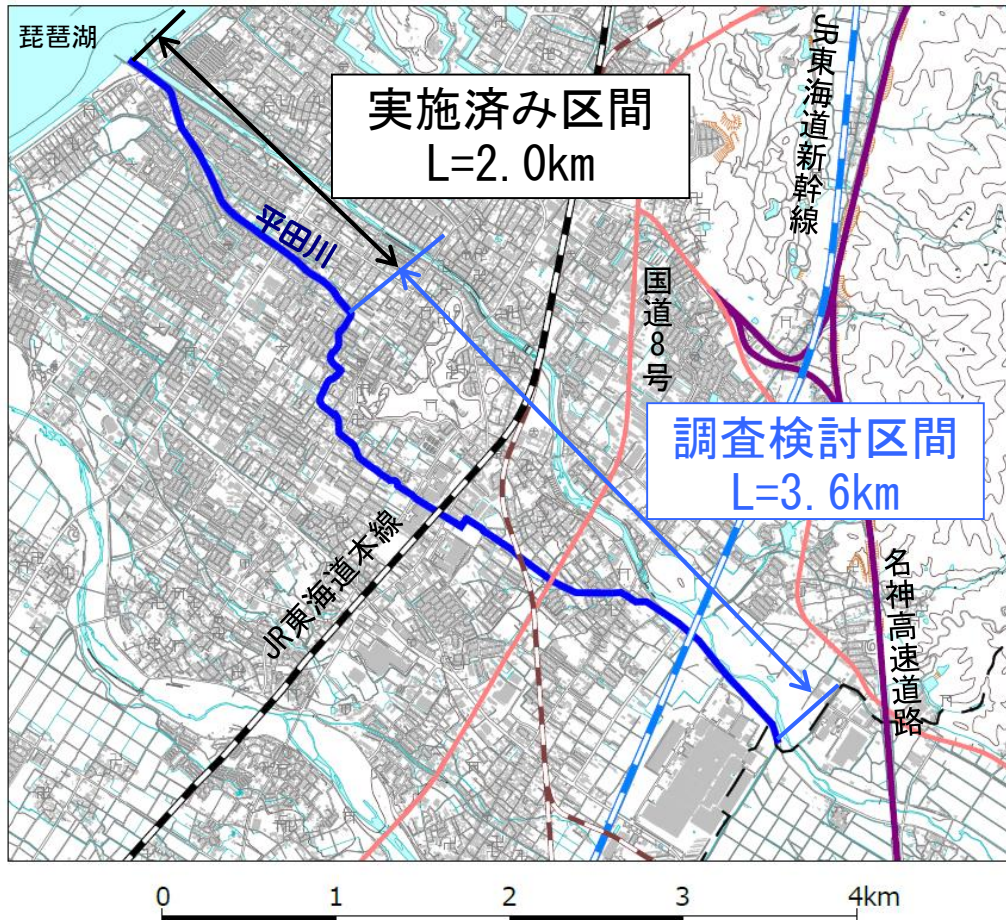 琵琶湖
実施済み区間
L=2.0km
JR東海道新幹線
平田川
国道8号
調査検討区間
L=3.6km
JR東海道本線
名神高速道路
0 1 2 3 4km